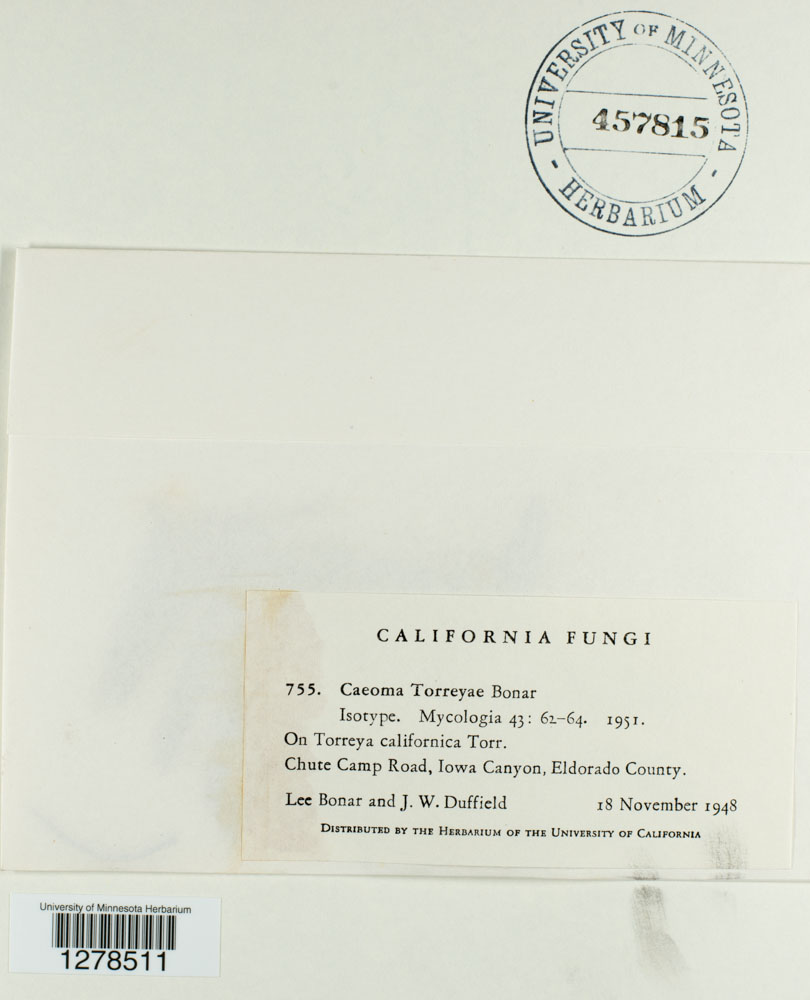 UNIVERSITY OF MINNESOTA
457815
- HERBARIUM -
CALIFORNIA FUNGI
755. Caeoma Torreyae Bonar
Isotype. Mycologia 43: 62–64. 1951.
On Torreya californica Torr.
Chute Camp Road, Iowa Canyon, Eldorado County.
Lee Bonar and J. W. Duffield 18 November 1948
Distributed by the Herbarium of the University of California
University of Minnesota Herbarium
1278511